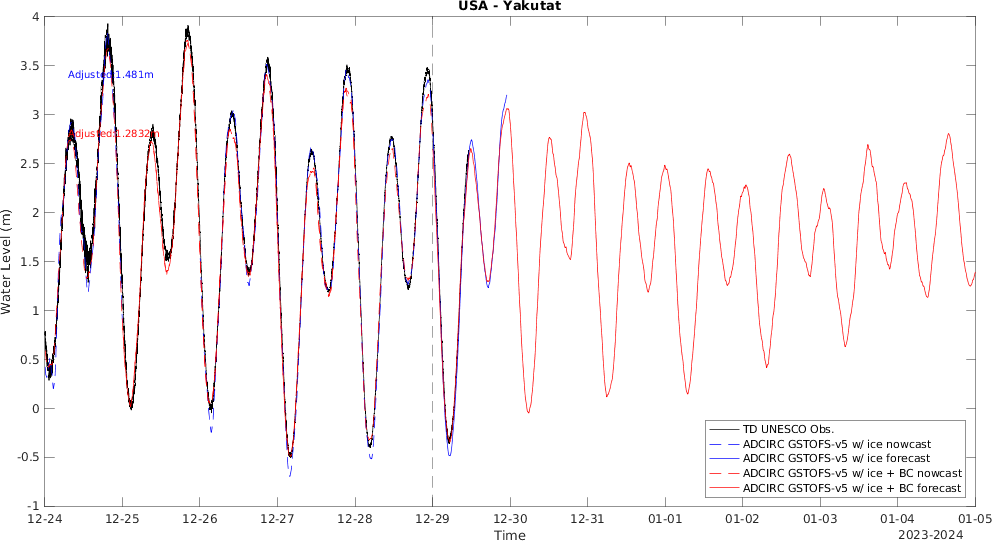 USA - Yakutat
4
3.5
3
2.5
2
1.5
1
0.5
0
-0.5
-1
Water Level (m)
Adjusted:1.481m
Adjusted:1.2832m
TD UNESCO Obs.
ADCIRC GSTOFS-v5 w/ ice nowcast
ADCIRC GSTOFS-v5 w/ ice forecast
ADCIRC GSTOFS-v5 w/ ice + BC nowcast
ADCIRC GSTOFS-v5 w/ ice + BC forecast
12-24 12-25 12-26 12-27 12-28 12-29 12-30 12-31 01-01 01-02 01-03 01-04 01-05
Time
2023-2024